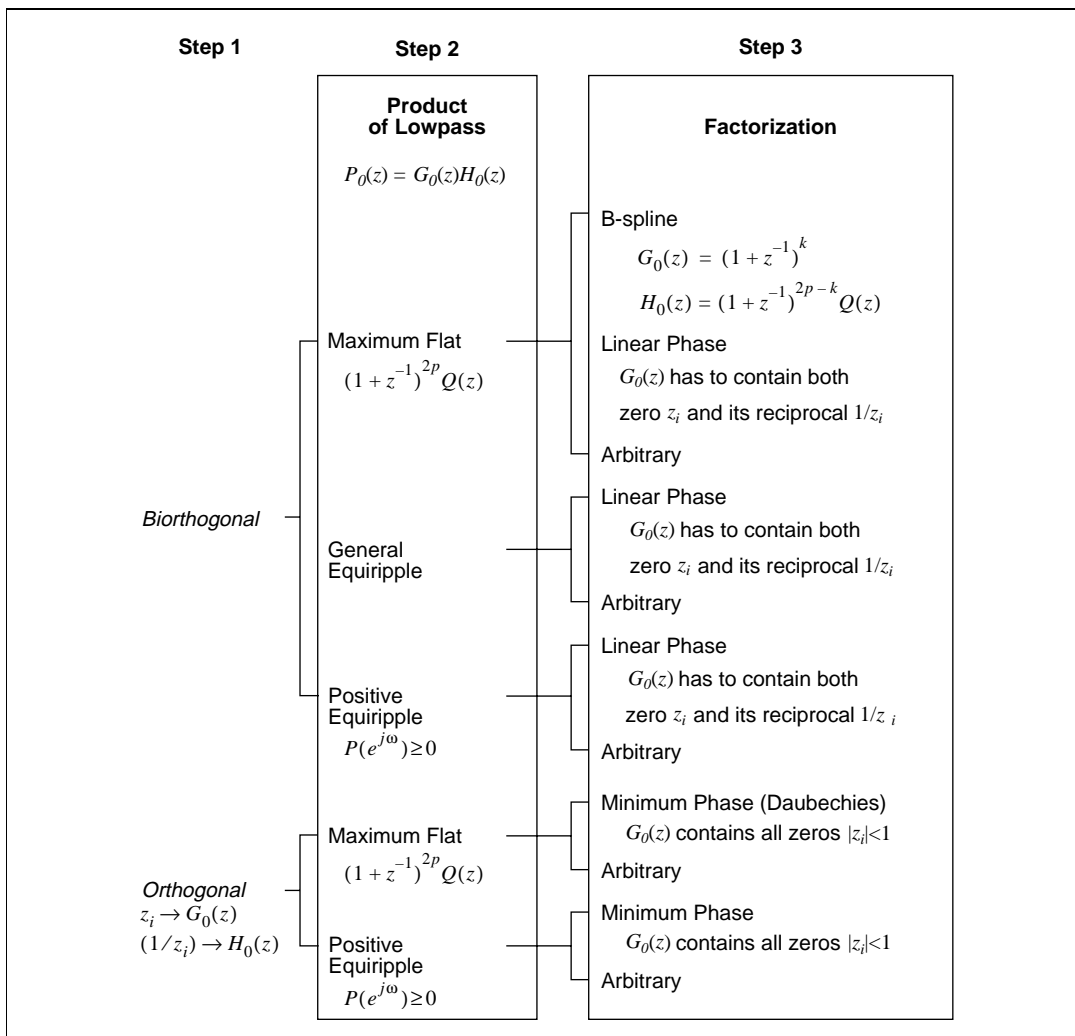 Step 1
Step 2
Step 3
Product
of Lowpass
P₀(z) = G₀(z)H₀(z)
Factorization
B-spline
G₀(z) = (1 + z⁻¹)ᵏ
H₀(z) = (1 + z⁻¹)²ᵖ⁻ᵏQ(z)
Maximum Flat
(1 + z⁻¹)²ᵖQ(z)
Linear Phase
G₀(z) has to contain both
zero zᵢ and its reciprocal 1/zᵢ
Arbitrary
Biorthogonal
General
Equiripple
Linear Phase
G₀(z) has to contain both
zero zᵢ and its reciprocal 1/zᵢ
Arbitrary
Positive
Equiripple
P(e^{jω})≥0
Linear Phase
G₀(z) has to contain both
zero zᵢ and its reciprocal 1/z ᵢ
Arbitrary
Orthogonal
zᵢ → G₀(z)
(1/zᵢ) → H₀(z)
Maximum Flat
(1 + z⁻¹)²ᵖQ(z)
Minimum Phase (Daubechies)
G₀(z) contains all zeros |zᵢ|<1
Arbitrary
Positive
Equiripple
P(e^{jω})≥0
Minimum Phase
G₀(z) contains all zeros |zᵢ|<1
Arbitrary